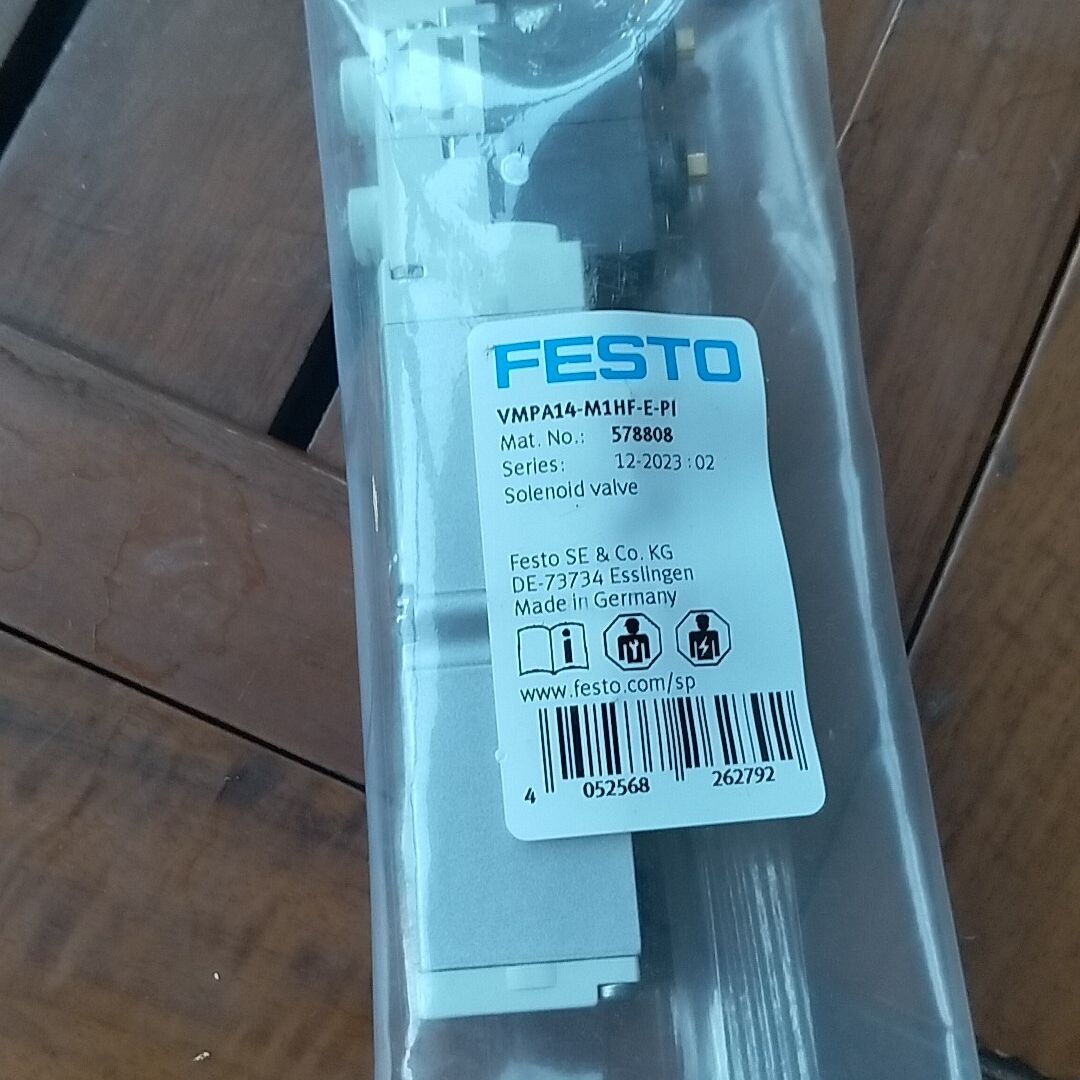 FESTO
VMPA14-M1HF-E-PI
Mat. No.: 578808
Series: 12-2023 : 02
Solenoid valve
Festo SE & Co. KG
DE-73734 Esslingen
Made in Germany
www.festo.com/sp
4 052568 262792